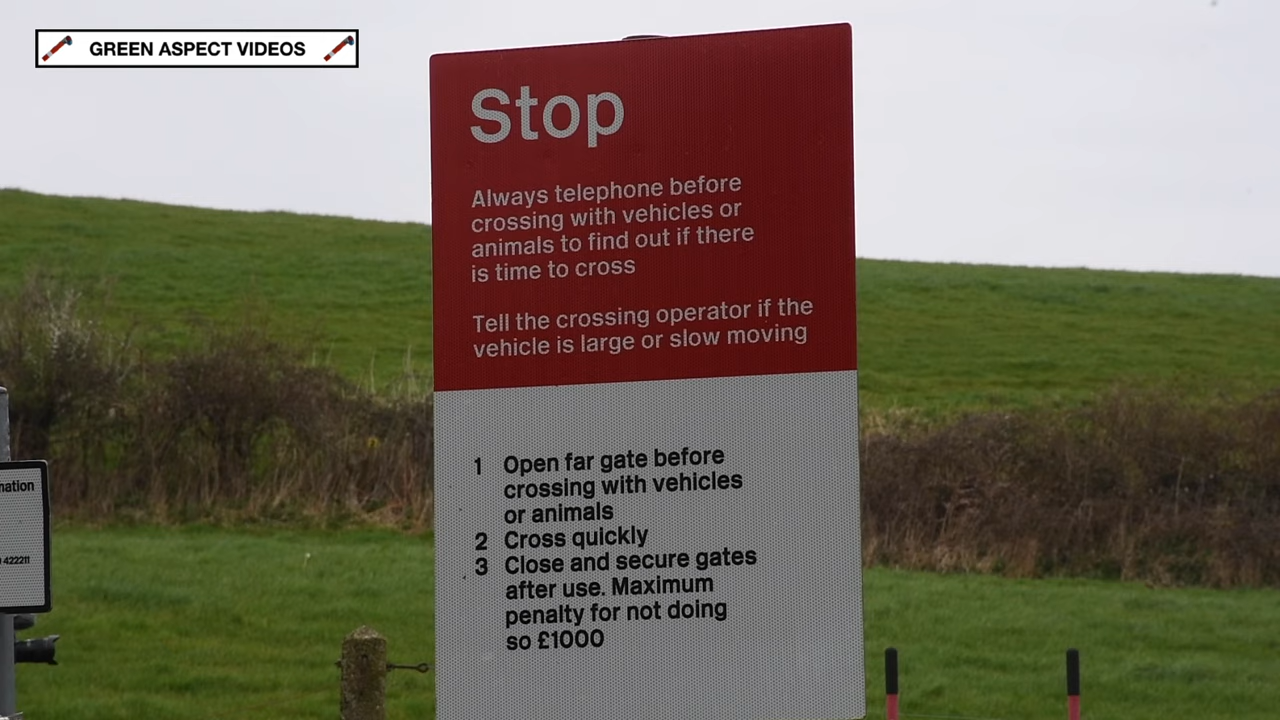 GREEN ASPECT VIDEOS
Stop
Always telephone before
crossing with vehicles or
animals to find out if there
is time to cross
Tell the crossing operator if the
vehicle is large or slow moving
1 Open far gate before
crossing with vehicles
or animals
2 Cross quickly
3 Close and secure gates
after use. Maximum
penalty for not doing
so £1000
mation
422211